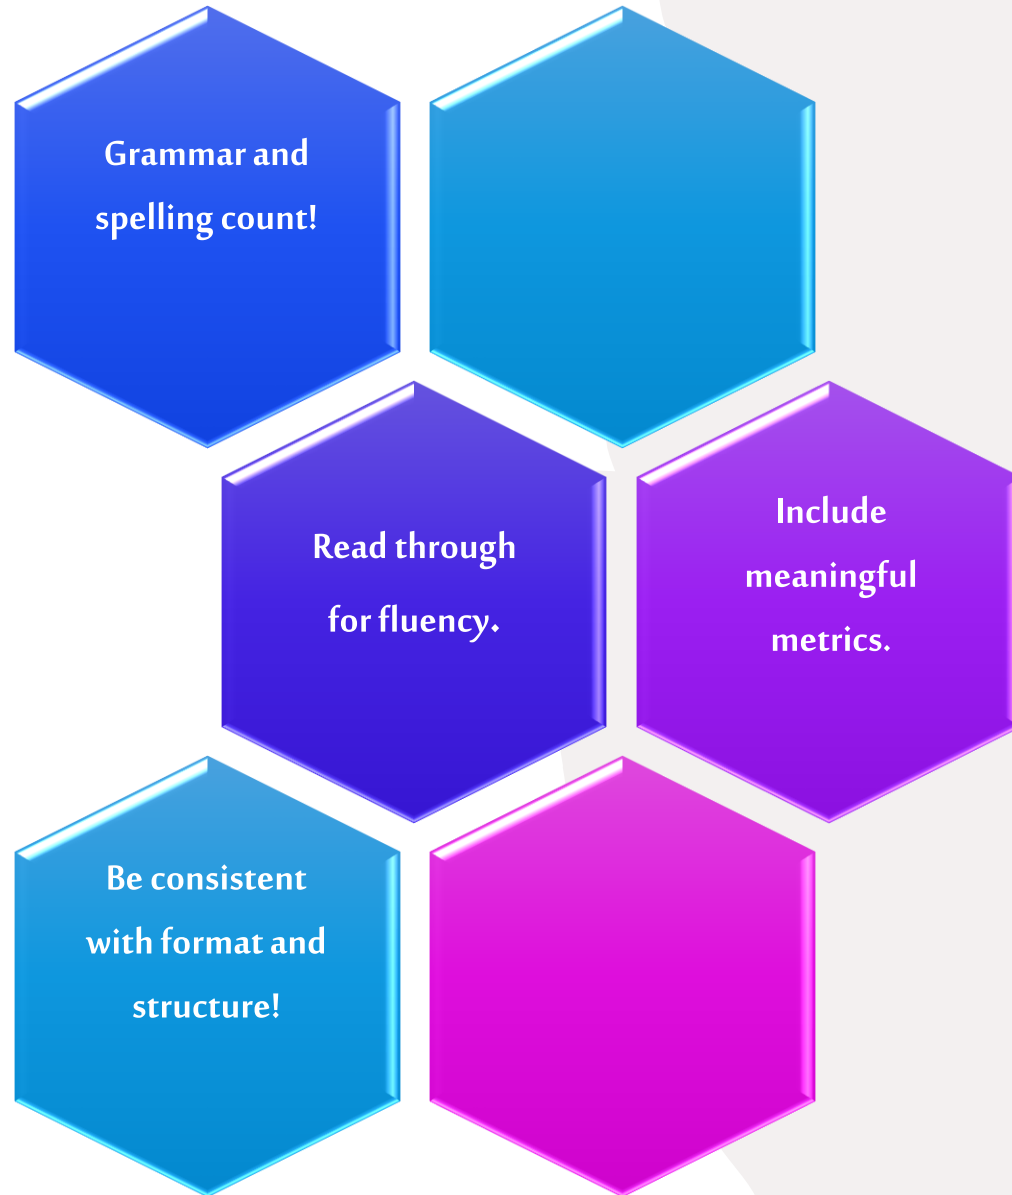 Grammar and
spelling count!
Read through
for fluency.
Include
meaningful
metrics.
Be consistent
with format and
structure!